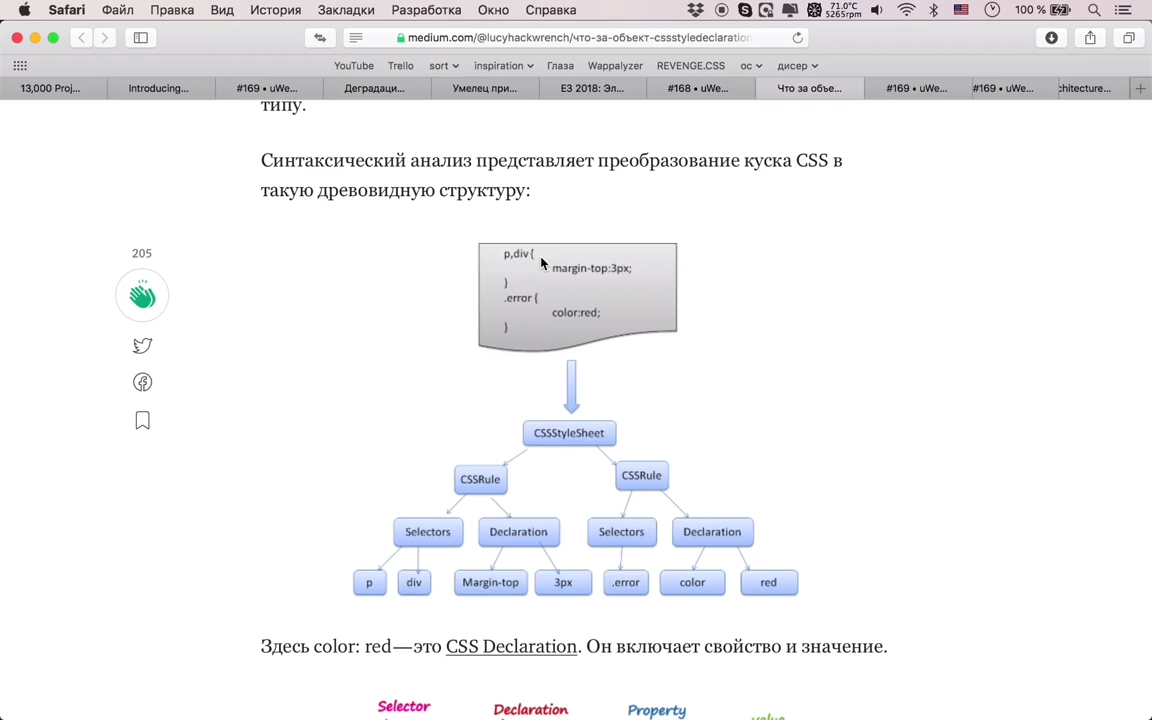 Safari Файл Правка Вид История Закладки Разработка Окно Справка 71.0°C 5265rpm 100 %
medium.com/@lucyhackwrench/что-за-объект-cssstyledeclaration
YouTube Trello sort inspiration Глаза Wappalyzer REVENGE.CSS ос дисер
13,000 Proj... Introducing... #169 • uWe... Деградаци... Умелец при... E3 2018: Эл... #168 • uWe... Что за объе... #169 • uWe... #169 • uWe... chitecture...
типу.
Синтаксический анализ представляет преобразование куска CSS в
такую древовидную структуру:
205
p,div {
margin-top:3px;
}
.error {
color:red;
}
CSSStyleSheet
CSSRule CSSRule
Selectors Declaration Selectors Declaration
p div Margin-top 3px .error color red
Здесь color: red — это CSS Declaration. Он включает свойство и значение.
Selector Declaration Property value